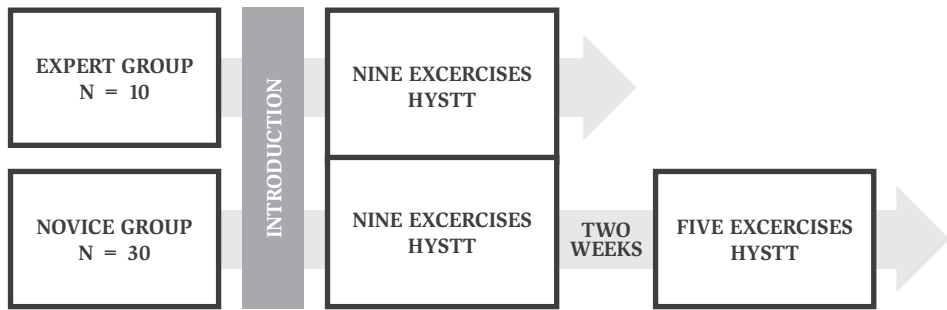 EXPERT GROUP
N = 10
INTRODUCTION
NINE EXCERCISES
HYSTT
NOVICE GROUP
N = 30
NINE EXCERCISES
HYSTT
TWO
WEEKS
FIVE EXCERCISES
HYSTT